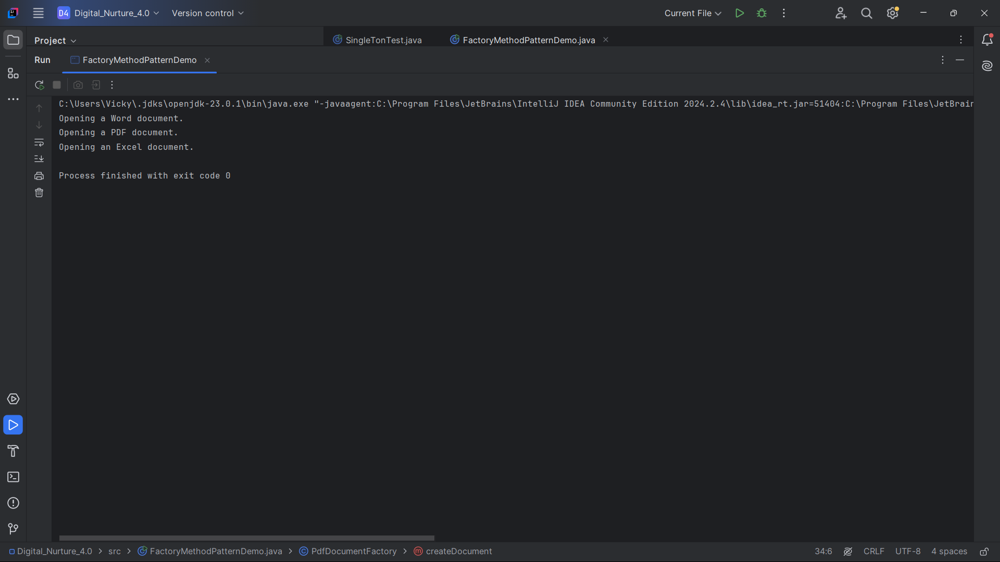 D4 Digital_Nurture_4.0 Version control Current File
Project SingleTonTest.java FactoryMethodPatternDemo.java
Run FactoryMethodPatternDemo
C:\Users\Vicky\.jdks\openjdk-23.0.1\bin\java.exe "-javaagent:C:\Program Files\JetBrains\IntelliJ IDEA Community Edition 2024.2.4\lib\idea_rt.jar=51404:C:\Program Files\JetBrain
Opening a Word document.
Opening a PDF document.
Opening an Excel document.
Process finished with exit code 0
Digital_Nurture_4.0 > src > FactoryMethodPatternDemo.java > PdfDocumentFactory > createDocument 34:6 CRLF UTF-8 4 spaces